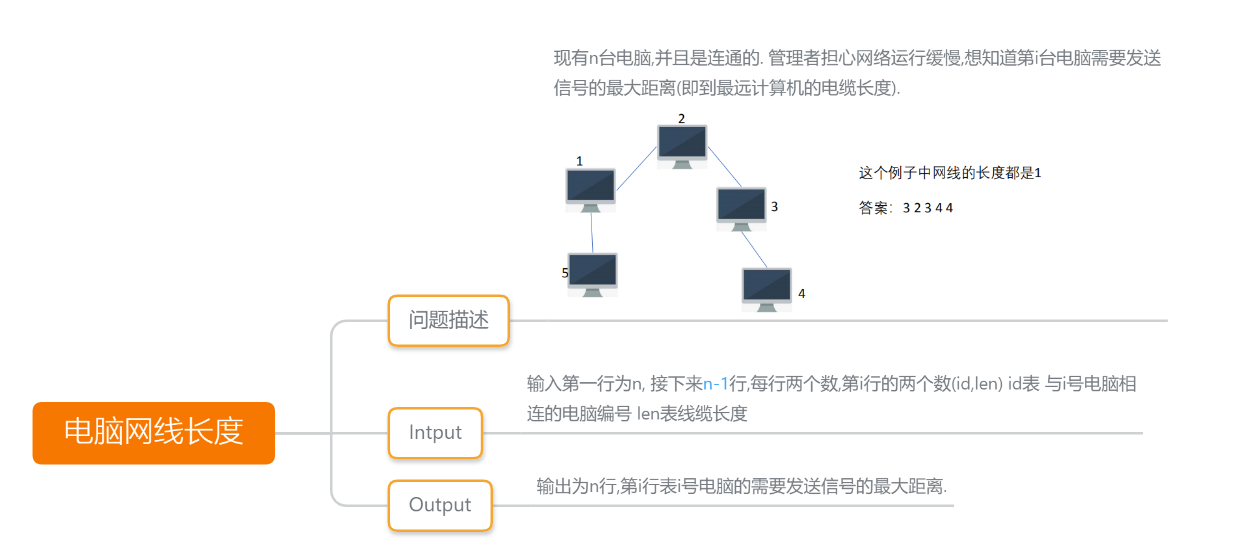 现有n台电脑,并且是连通的. 管理者担心网络运行缓慢,想知道第i台电脑需要发送
信号的最大距离(即到最远计算机的电缆长度).
2
1
这个例子中网线的长度都是1
3
答案：3 2 3 4 4
5
4
问题描述
输入第一行为n, 接下来n-1行,每行两个数,第i行的两个数(id,len) id表 与i号电脑相
连的电脑编号 len表线缆长度
电脑网线长度
Intput
输出为n行,第i行表i号电脑的需要发送信号的最大距离.
Output